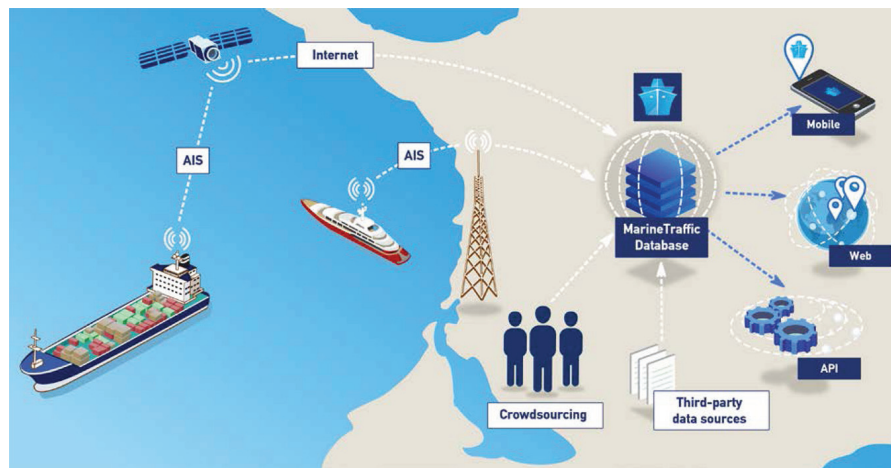 Internet
AIS
AIS
Mobile
MarineTraffic
Database
Web
API
Crowdsourcing
Third-party
data sources